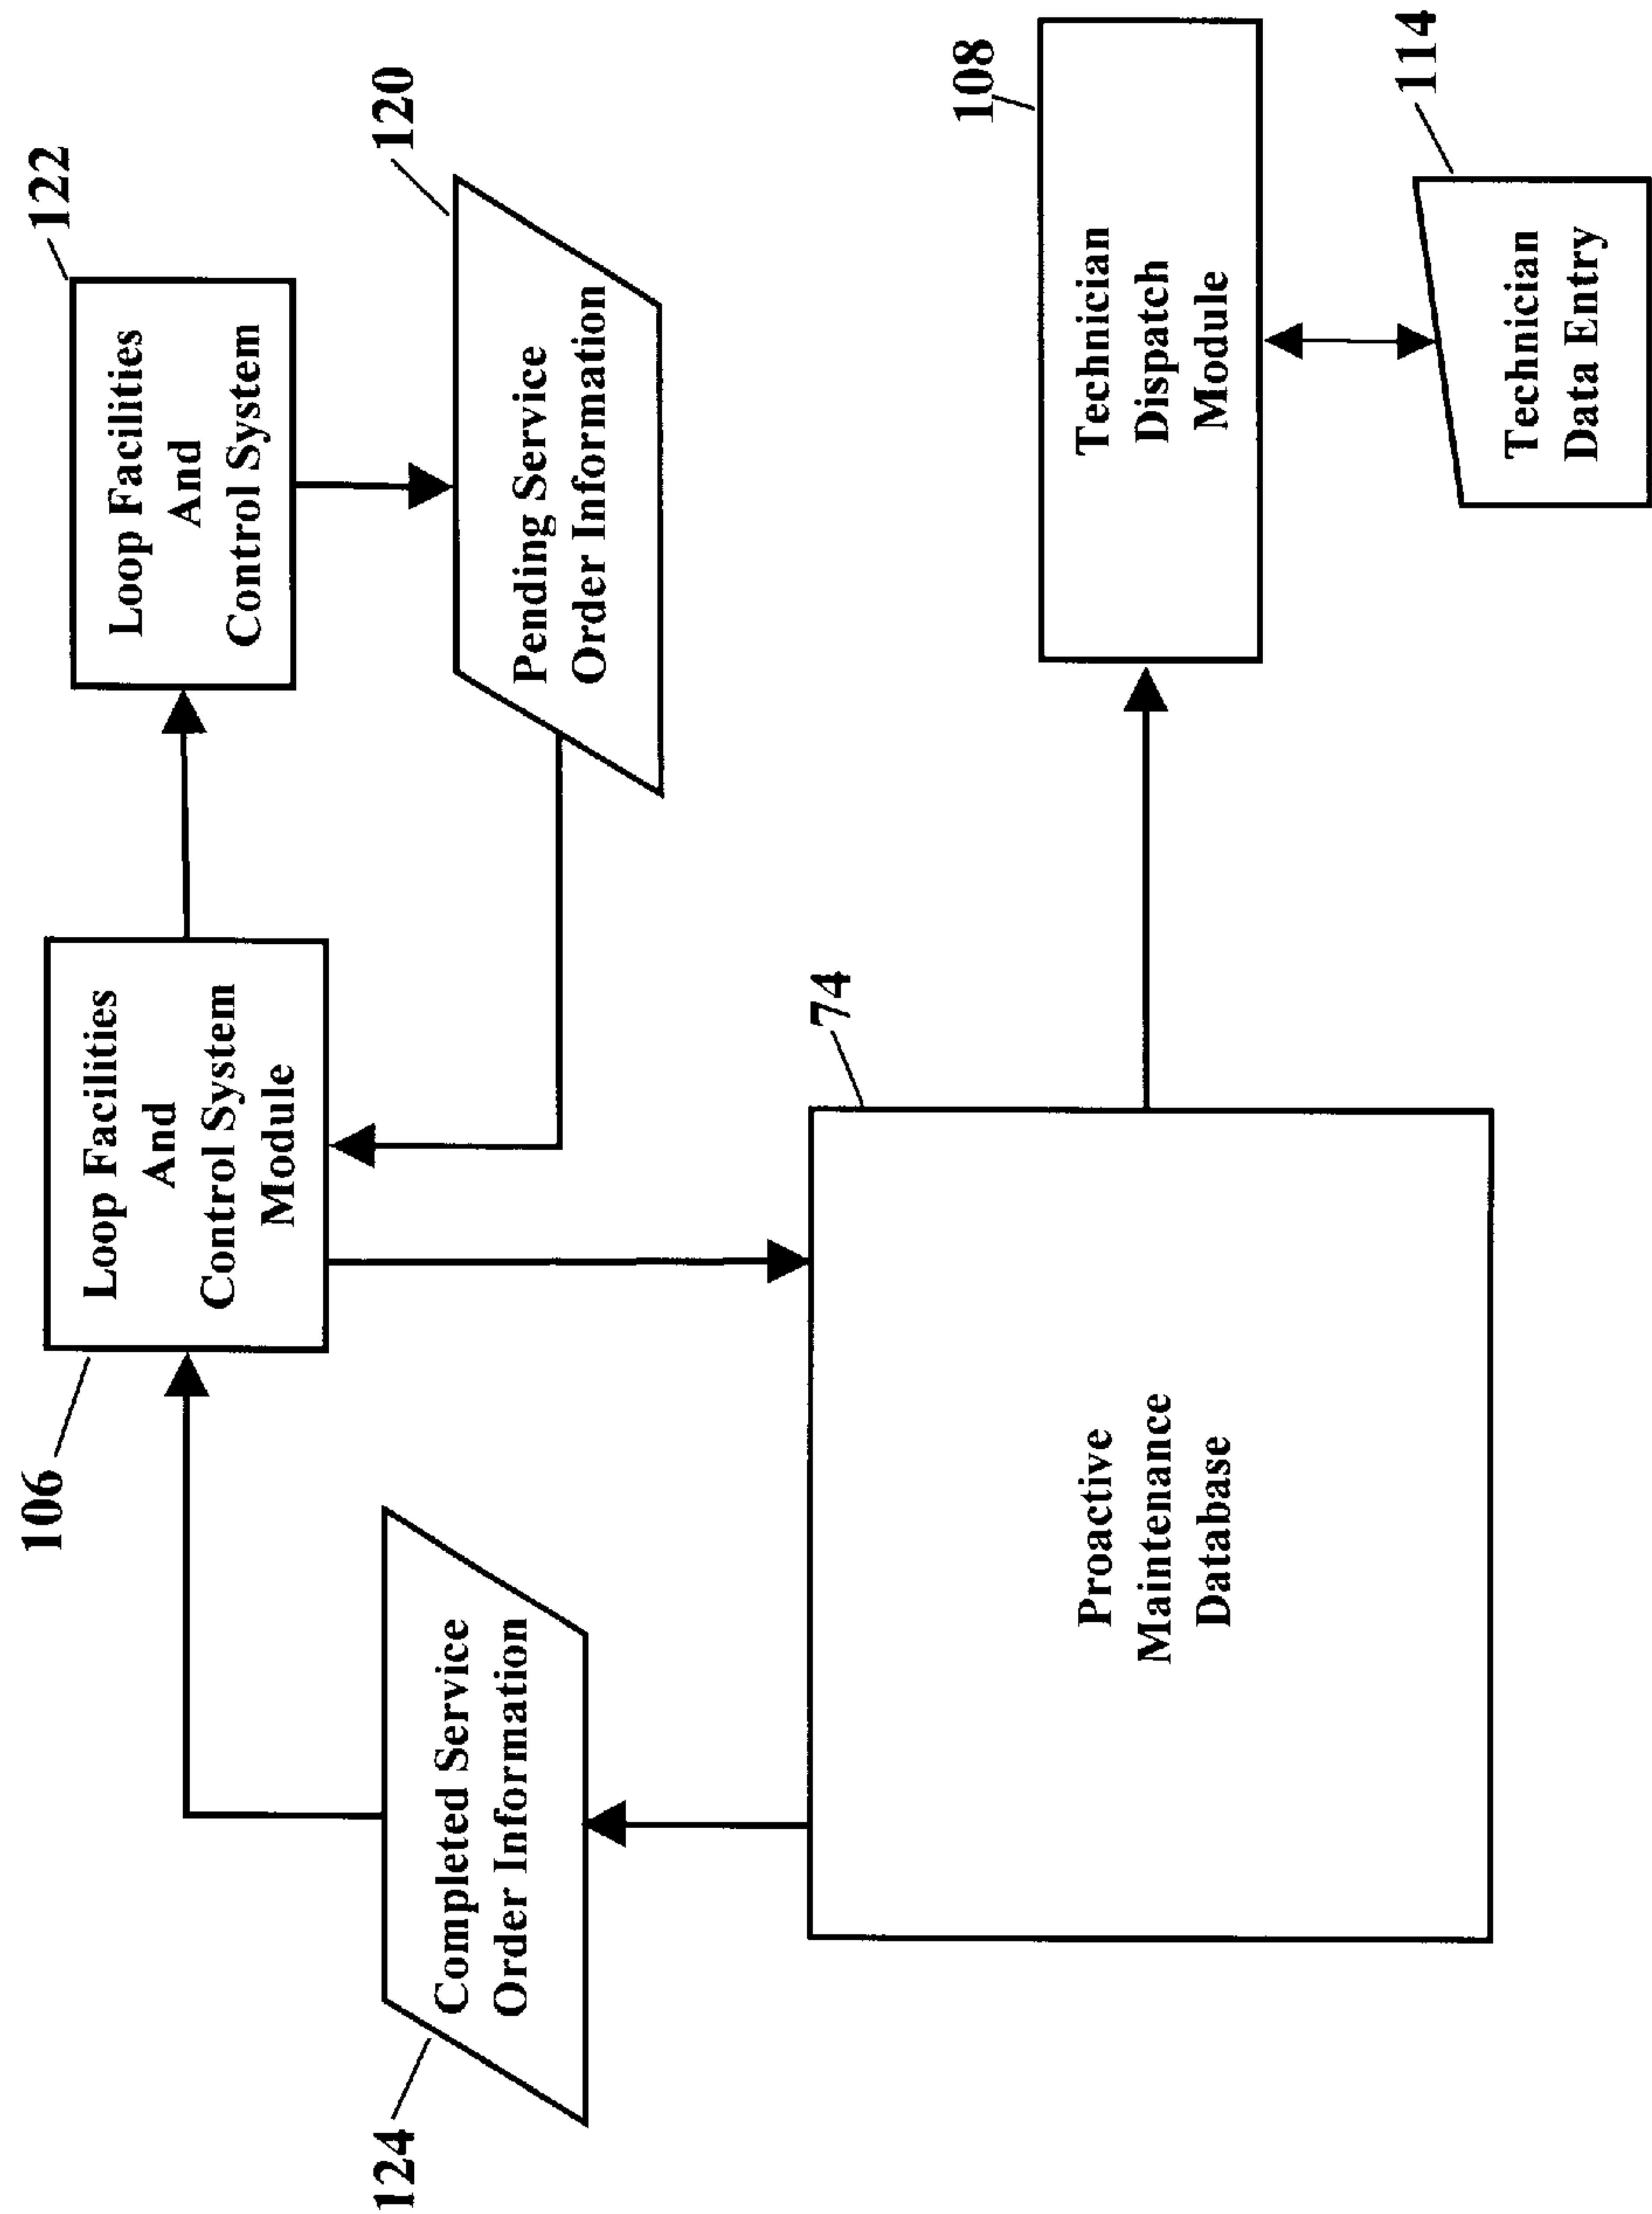 106
Loop Facilities
And
Control System
Module
122
Loop Facilities
And
Control System
124
Completed Service
Order Information
120
Pending Service
Order Information
74
Proactive
Maintenance
Database
108
Technician
Dispatch
Module
114
Technician
Data Entry